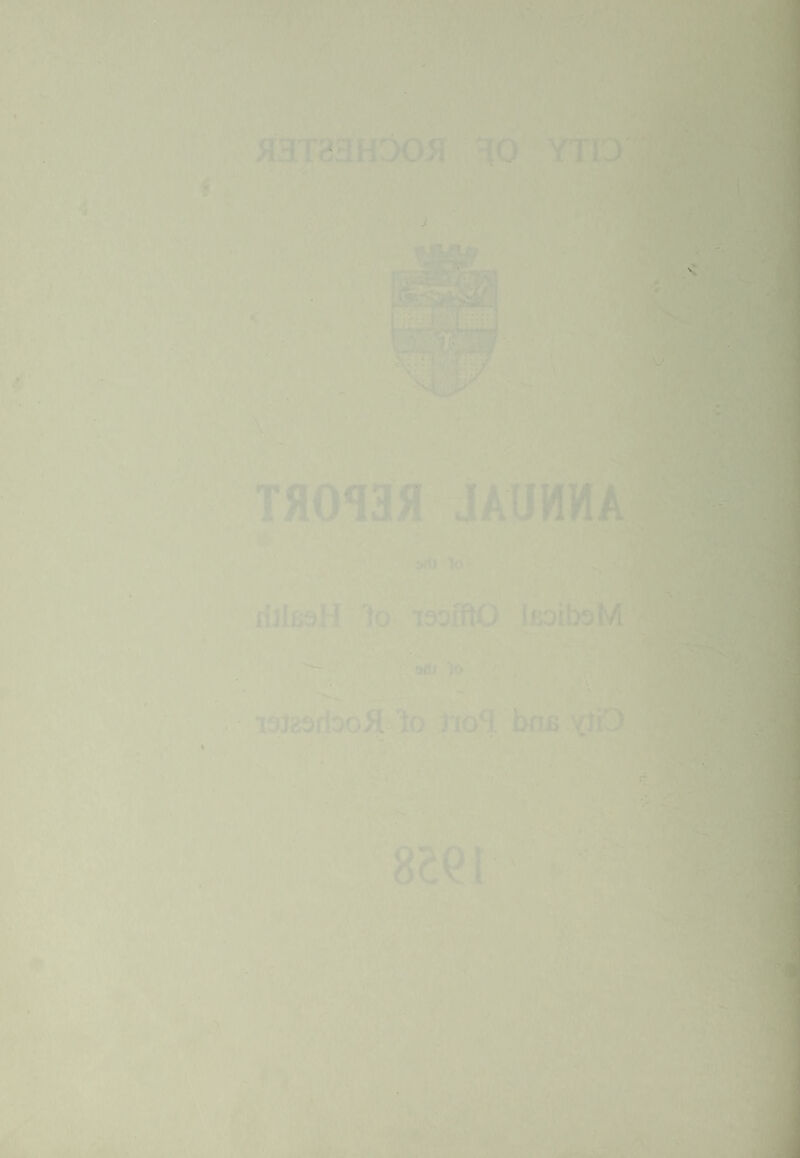 CITY OF ROCHESTER
ANNUAL REPORT
of the
Medical Officer of Health
of the
City and Port of Rochester
1958